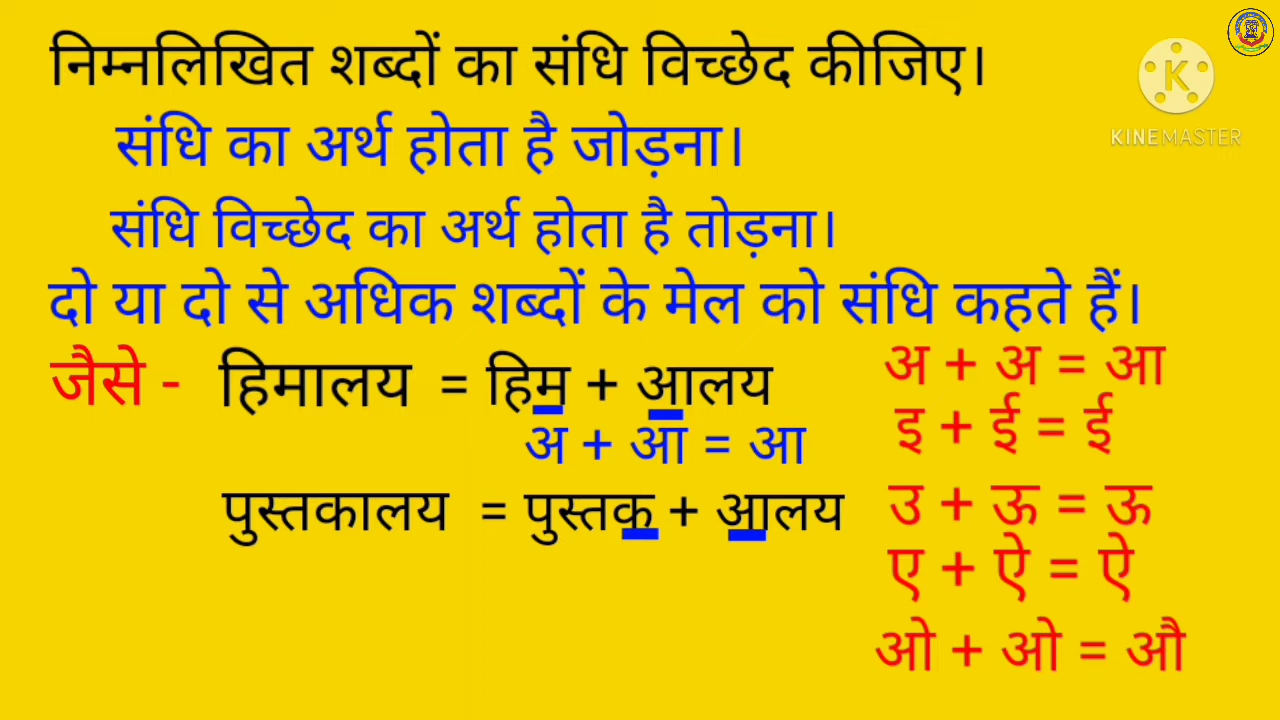 निम्नलिखित शब्दों का संधि विच्छेद कीजिए।
संधि का अर्थ होता है जोड़ना।
संधि विच्छेद का अर्थ होता है तोड़ना।
दो या दो से अधिक शब्दों के मेल को संधि कहते हैं।
जैसे - हिमालय = हिम + आलय
अ + आ = आ
पुस्तकालय = पुस्तक + आलय
अ + अ = आ
इ + ई = ई
उ + ऊ = ऊ
ए + ऐ = ऐ
ओ + ओ = औ
K
KINEMASTER